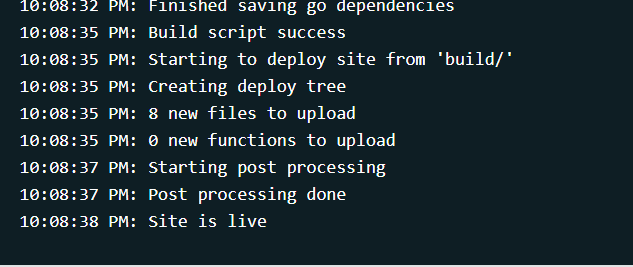 10:08:32 PM: Finished saving go dependencies
10:08:35 PM: Build script success
10:08:35 PM: Starting to deploy site from 'build/'
10:08:35 PM: Creating deploy tree
10:08:35 PM: 8 new files to upload
10:08:35 PM: 0 new functions to upload
10:08:37 PM: Starting post processing
10:08:37 PM: Post processing done
10:08:38 PM: Site is live